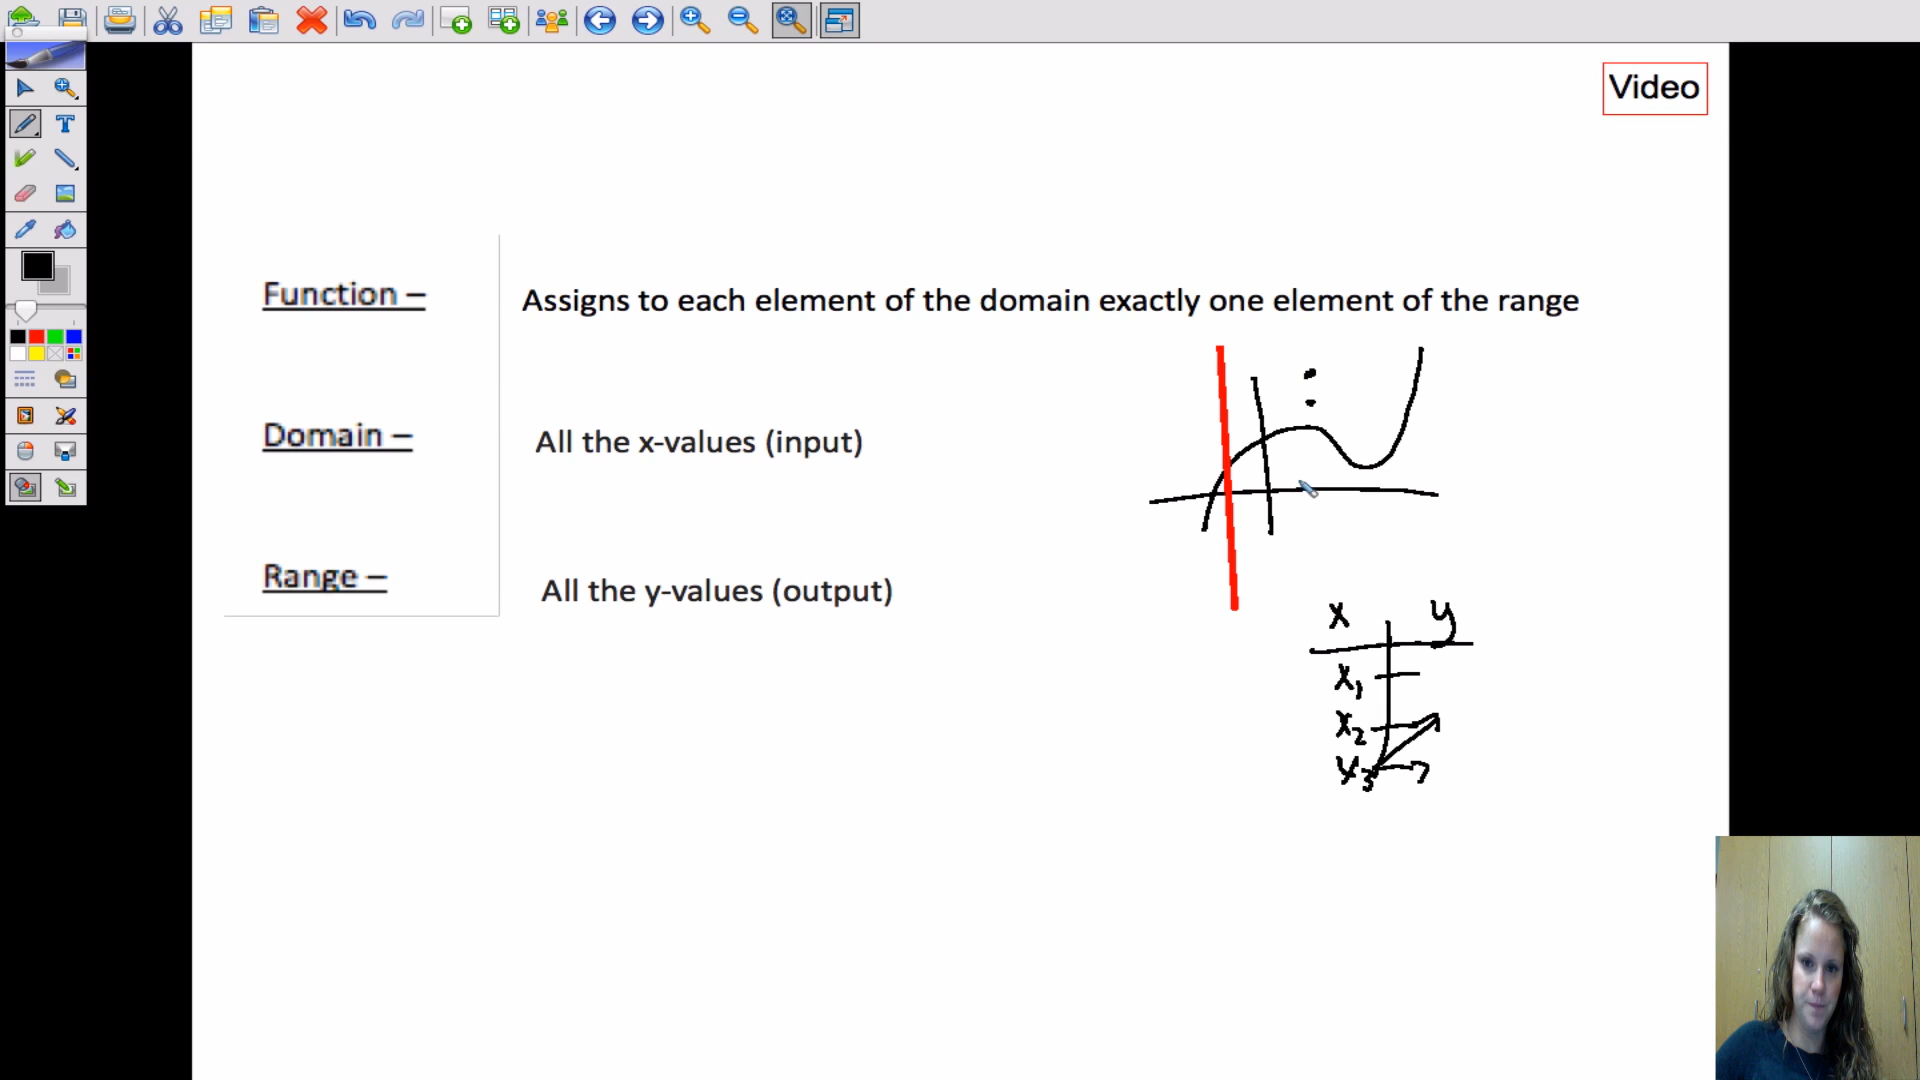 Video
Function –
Assigns to each element of the domain exactly one element of the range
Domain –
All the x-values (input)
Range –
All the y-values (output)
x y
x₁
x₂
x₃